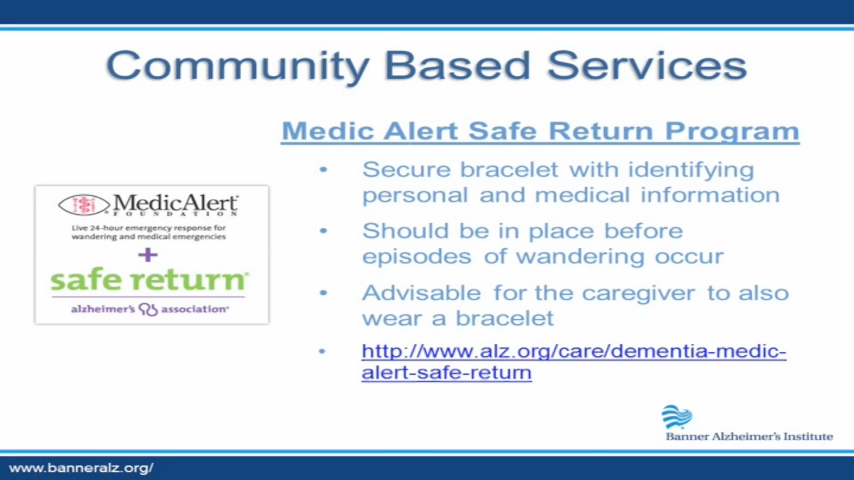 Community Based Services
Medic Alert Safe Return Program
• Secure bracelet with identifying
personal and medical information
• Should be in place before
episodes of wandering occur
• Advisable for the caregiver to also
wear a bracelet
• http://www.alz.org/care/dementia-medic-
alert-safe-return
MedicAlert
FOUNDATION
Live 24-hour emergency response for
wandering and medical emergencies
+
safe return
alzheimer's association
Banner Alzheimer's Institute
www.banneralz.org/